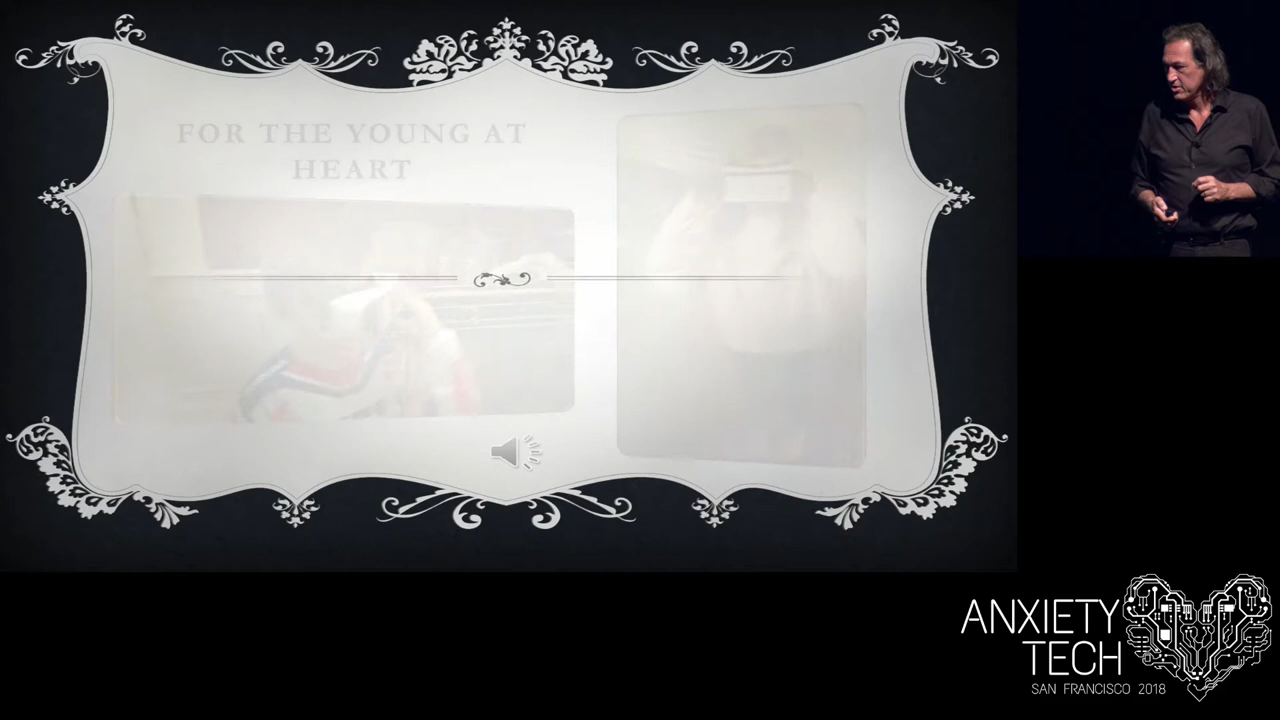 FOR THE YOUNG AT
HEART
ANXIETY
TECH
SAN FRANCISCO 2018